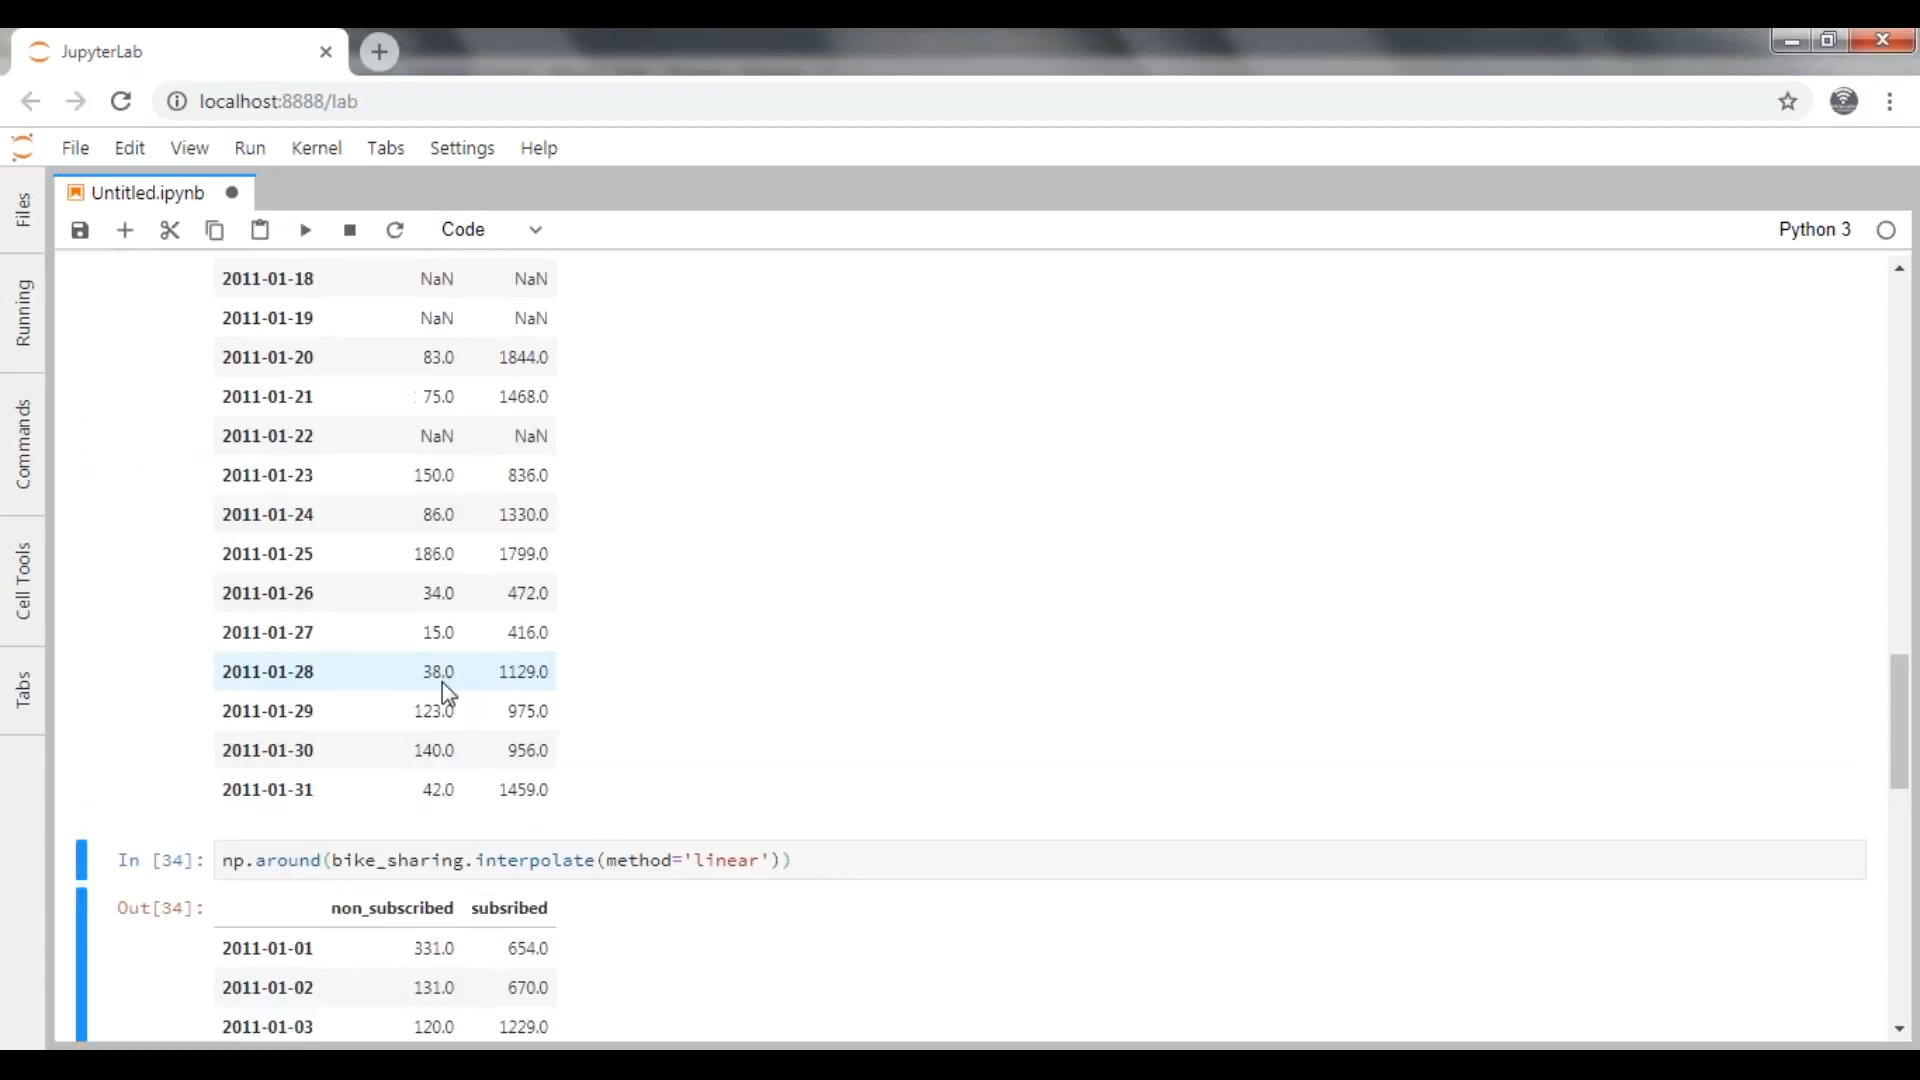 JupyterLab
localhost:8888/lab
File Edit View Run Kernel Tabs Settings Help
Untitled.ipynb
Code Python 3
Files
Running
Commands
Cell Tools
Tabs
2011-01-18 NaN NaN
2011-01-19 NaN NaN
2011-01-20 83.0 1844.0
2011-01-21 75.0 1468.0
2011-01-22 NaN NaN
2011-01-23 150.0 836.0
2011-01-24 86.0 1330.0
2011-01-25 186.0 1799.0
2011-01-26 34.0 472.0
2011-01-27 15.0 416.0
2011-01-28 38.0 1129.0
2011-01-29 123.0 975.0
2011-01-30 140.0 956.0
2011-01-31 42.0 1459.0
In [34]: np.around(bike_sharing.interpolate(method='linear'))
Out[34]: non_subscribed subsribed
2011-01-01 331.0 654.0
2011-01-02 131.0 670.0
2011-01-03 120.0 1229.0